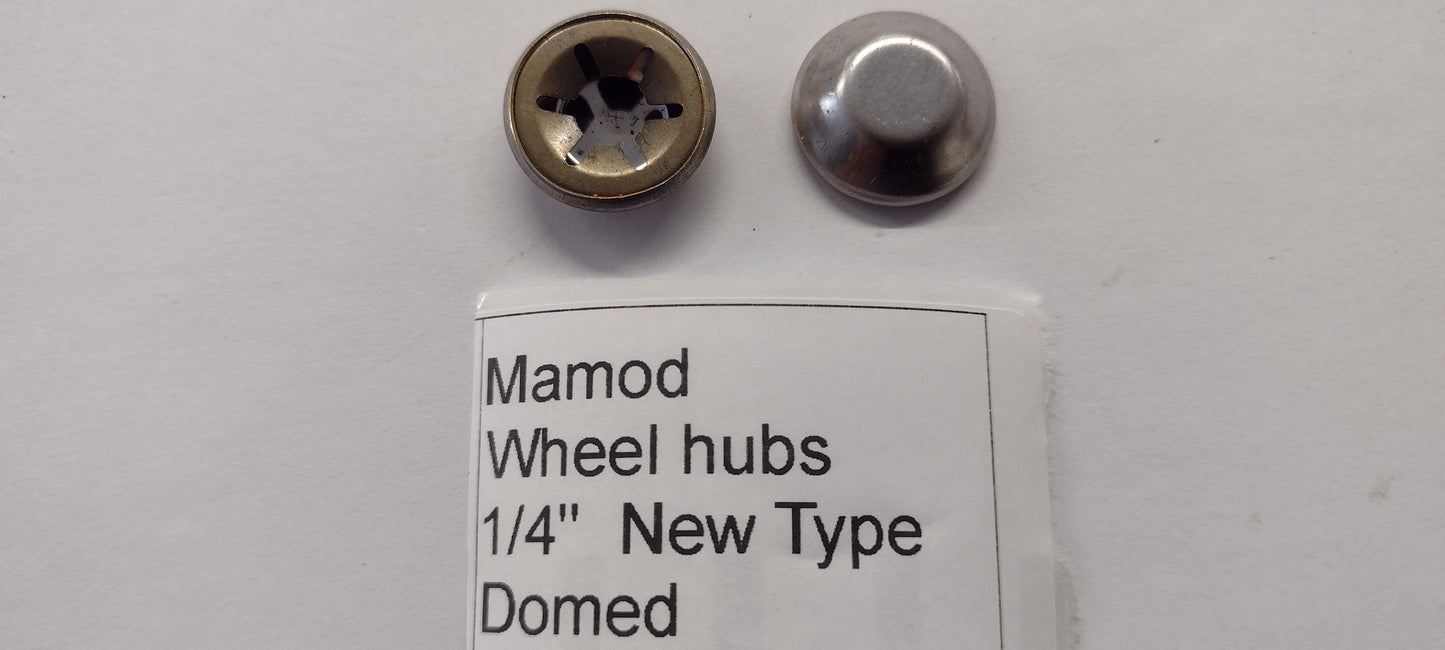 Mamod
Wheel hubs
1/4" New Type
Domed